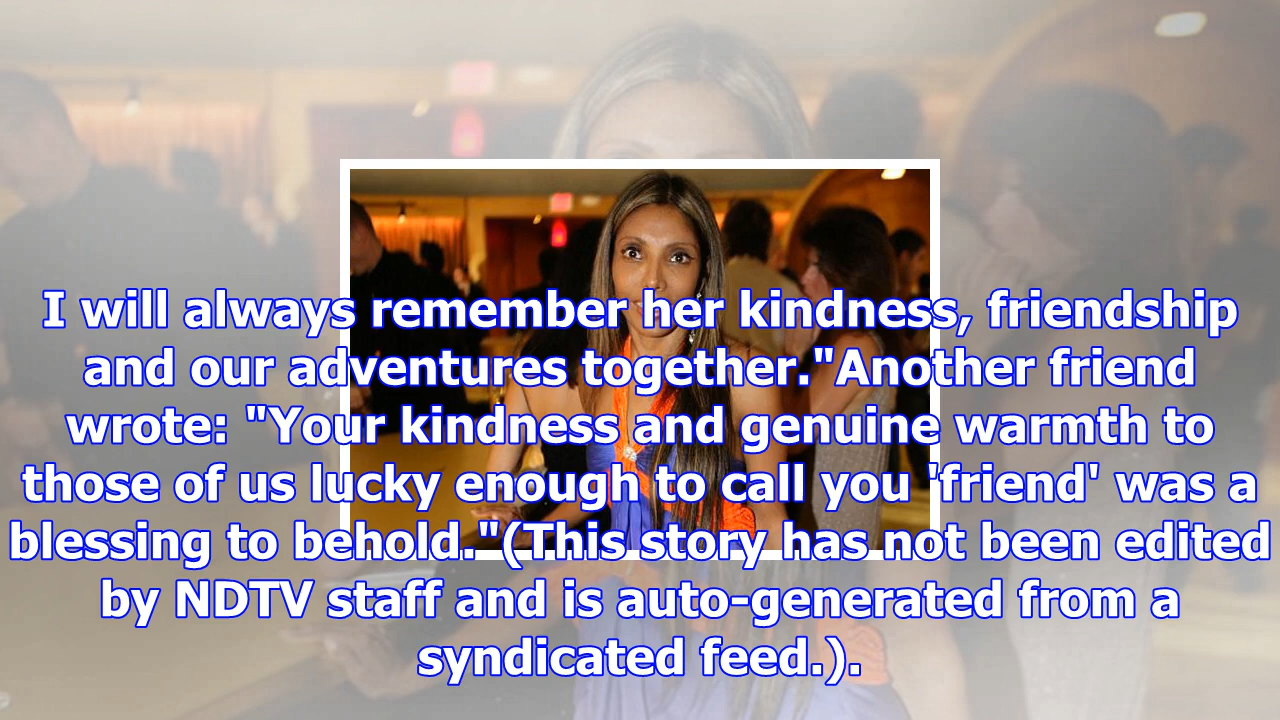 I will always remember her kindness, friendship
and our adventures together."Another friend
wrote: "Your kindness and genuine warmth to
those of us lucky enough to call you 'friend' was a
blessing to behold."(This story has not been edited
by NDTV staff and is auto-generated from a
syndicated feed.).